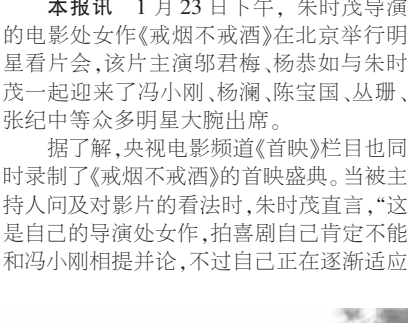 本报讯 1月23日下午，朱时茂导演
的电影处女作《戒烟不戒酒》在北京举行明
星看片会，该片主演邬君梅、杨恭如与朱时
茂一起迎来了冯小刚、杨澜、陈宝国、丛珊、
张纪中等众多明星大腕出席。
据了解，央视电影频道《首映》栏目也同
时录制了《戒烟不戒酒》的首映盛典。当被主
持人问及对影片的看法时，朱时茂直言，“这
是自己的导演处女作，拍喜剧自己肯定不能
和冯小刚相提并论，不过自己正在逐渐适应